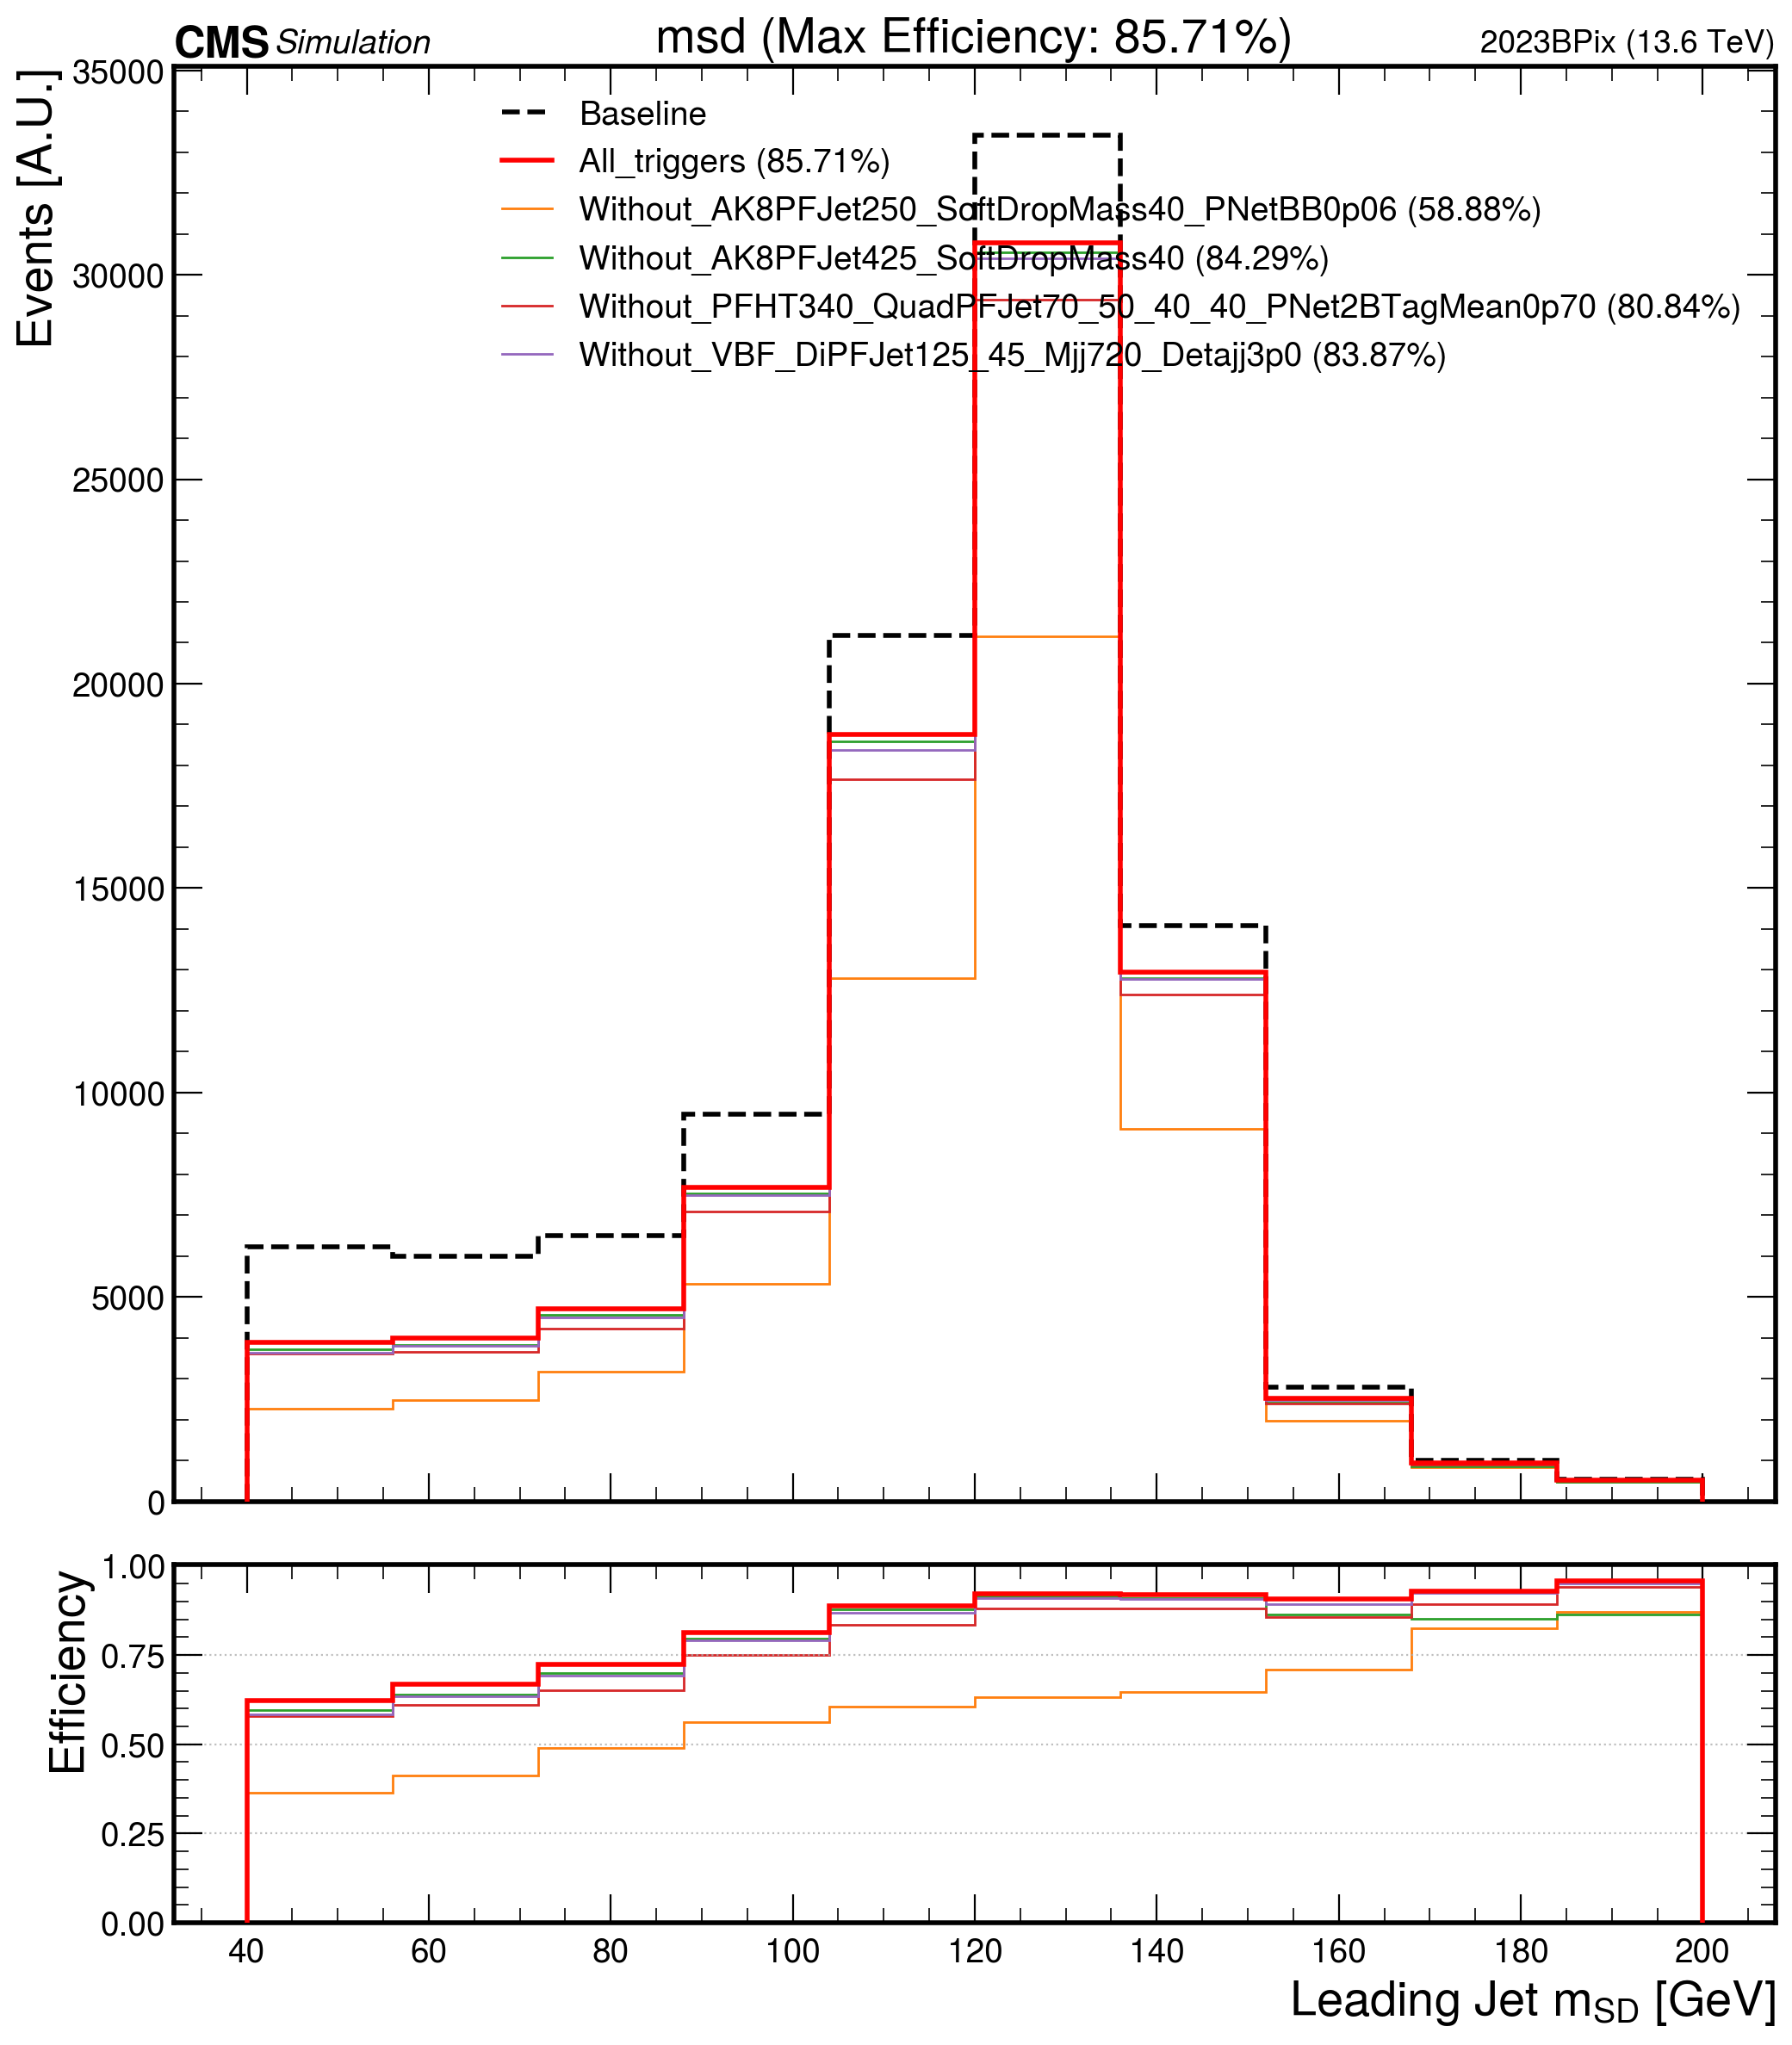 CMS Simulation msd (Max Efficiency: 85.71%) 2023BPix (13.6 TeV)
Events [A.U.]
35000
30000
25000
20000
15000
10000
5000
0
Baseline
All_triggers (85.71%)
Without_AK8PFJet250_SoftDropMass40_PNetBB0p06 (58.88%)
Without_AK8PFJet425_SoftDropMass40 (84.29%)
Without_PFHT340_QuadPFJet70_50_40_40_PNet2BTagMean0p70 (80.84%)
Without_VBF_DiPFJet125_45_Mjj720_Detajj3p0 (83.87%)
Efficiency
1.00
0.75
0.50
0.25
0.00
40 60 80 100 120 140 160 180 200
Leading Jet mSD [GeV]